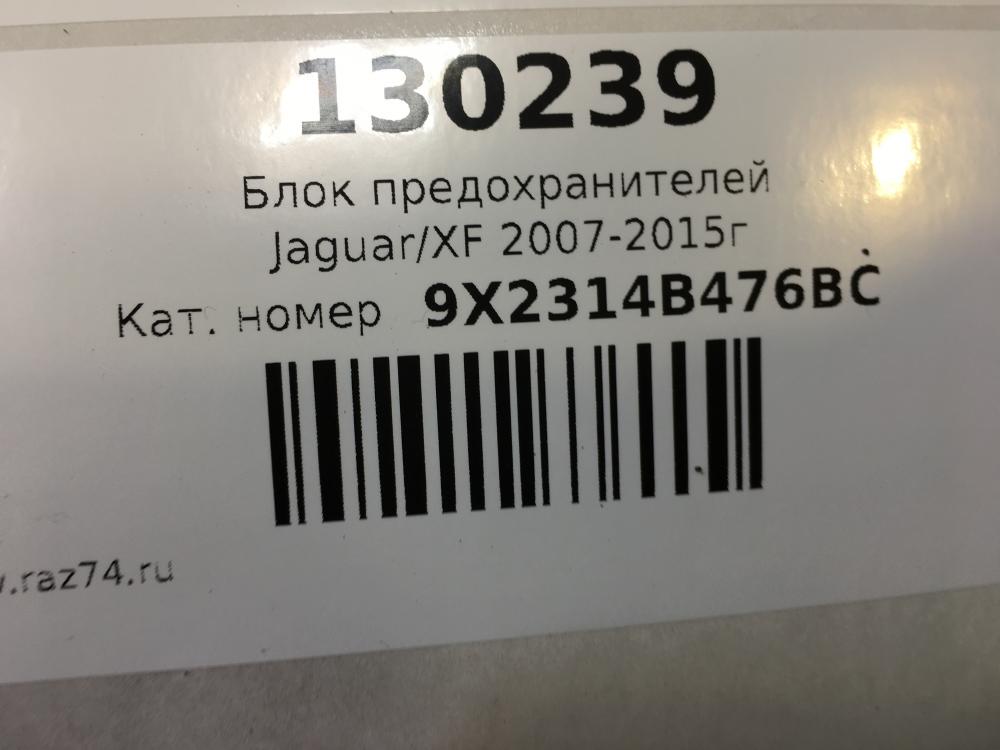 130239
Блок предохранителей
Jaguar/XF 2007-2015г
Кат. номер 9X2314B476BC
.raz74.ru